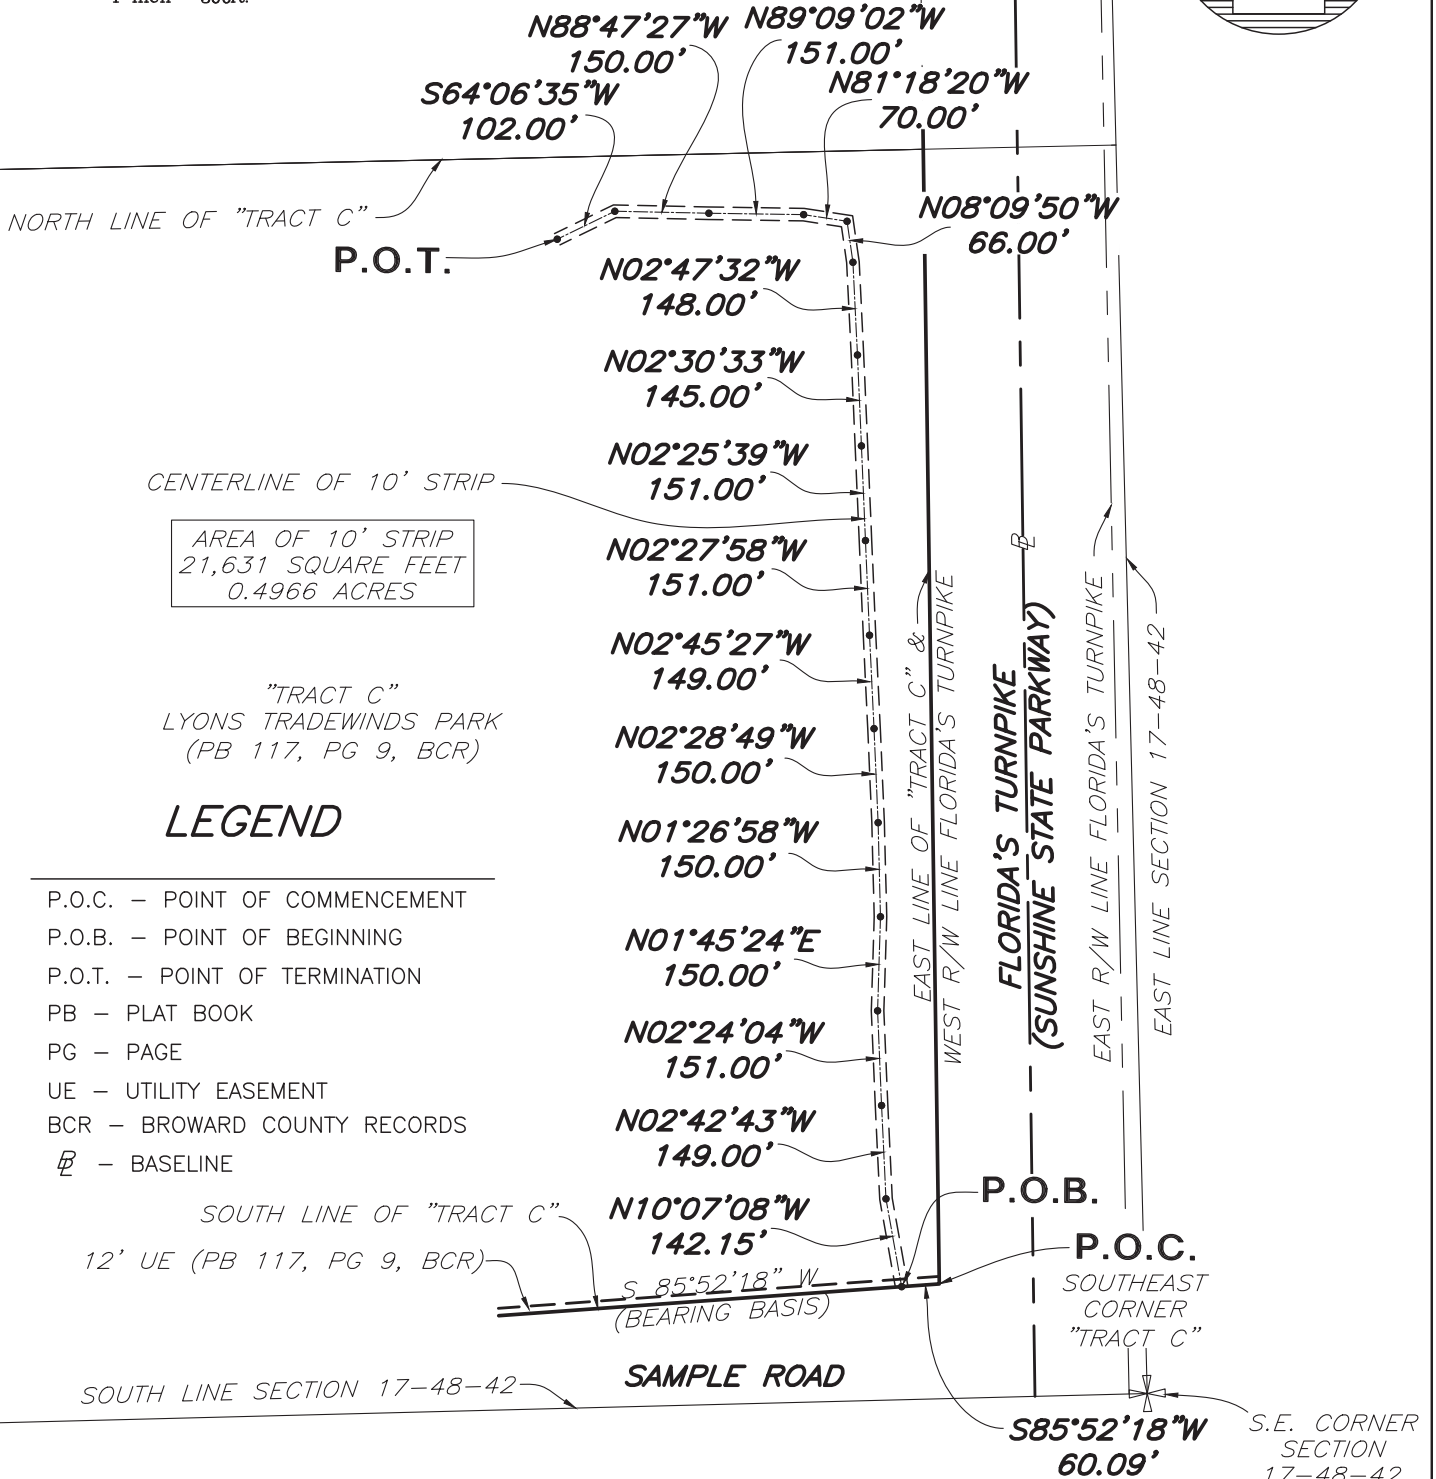 N88°47'27"W
150.00'
N89°09'02"W
151.00'
N81°18'20"W
70.00'
S64°06'35"W
102.00'
NORTH LINE OF "TRACT C"
P.O.T.
N08°09'50"W
66.00'
N02°47'32"W
148.00'
N02°30'33"W
145.00'
N02°25'39"W
151.00'
CENTERLINE OF 10' STRIP
AREA OF 10' STRIP
21,631 SQUARE FEET
0.4966 ACRES
N02°27'58"W
151.00'
N02°45'27"W
149.00'
"TRACT C"
LYONS TRADEWINDS PARK
(PB 117, PG 9, BCR)
N02°28'49"W
150.00'
N01°26'58"W
150.00'
N01°45'24"E
150.00'
N02°24'04"W
151.00'
N02°42'43"W
149.00'
N10°07'08"W
142.15'
EAST LINE OF "TRACT C" &
WEST R/W LINE FLORIDA'S TURNPIKE
FLORIDA'S TURNPIKE
(SUNSHINE STATE PARKWAY)
EAST R/W LINE FLORIDA'S TURNPIKE
EAST LINE SECTION 17-48-42
LEGEND
P.O.C. - POINT OF COMMENCEMENT
P.O.B. - POINT OF BEGINNING
P.O.T. - POINT OF TERMINATION
PB - PLAT BOOK
PG - PAGE
UE - UTILITY EASEMENT
BCR - BROWARD COUNTY RECORDS
BL - BASELINE
SOUTH LINE OF "TRACT C"
12' UE (PB 117, PG 9, BCR)
S 85°52'18" W
(BEARING BASIS)
P.O.B.
P.O.C.
SOUTHEAST
CORNER
"TRACT C"
SAMPLE ROAD
SOUTH LINE SECTION 17-48-42
S85°52'18"W
60.09'
S.E. CORNER
SECTION
17-48-42